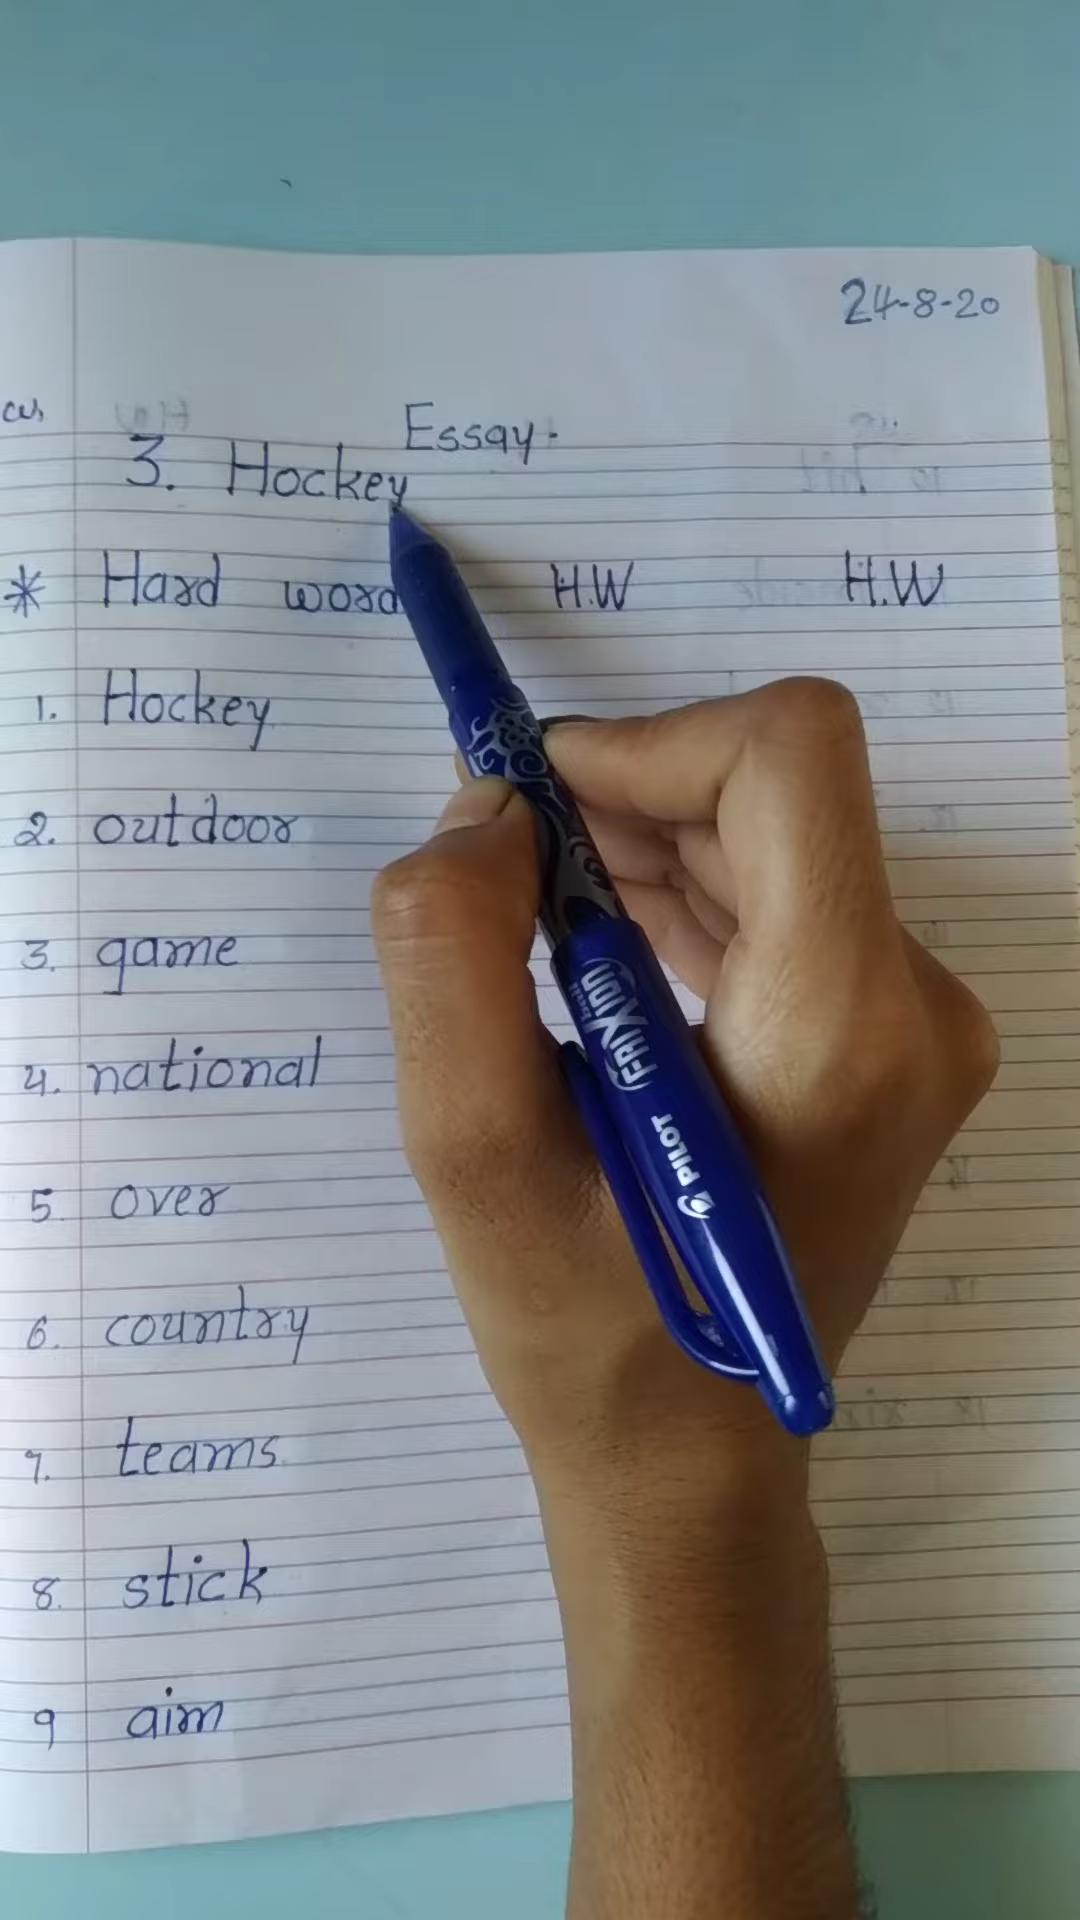 24-8-20
Essay.
3. Hockey
* Hard word H.W H.W
1. Hockey
2. outdoor
3. game
4. national
5. over
6. country
7. teams
8. stick
9 aim
FRIXION ball
PILOT